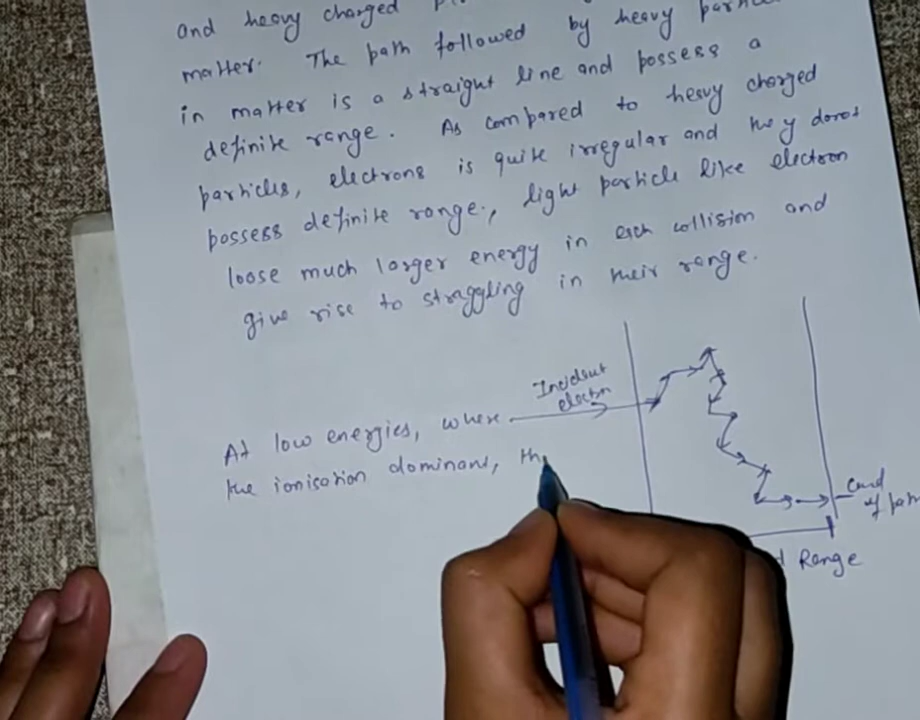 and heavy charged
matter. The path followed by heavy
in matter is a straight line and possess a
definite range. As compared to heavy charged
particles, electrons is quite irregular and they donot
possess definite range., light particle like electron
loose much larger energy in each collision and
give rise to straggling in their range.
Incident
electron
At low energies, where
the ionisation dominant, th
end
of path
Range